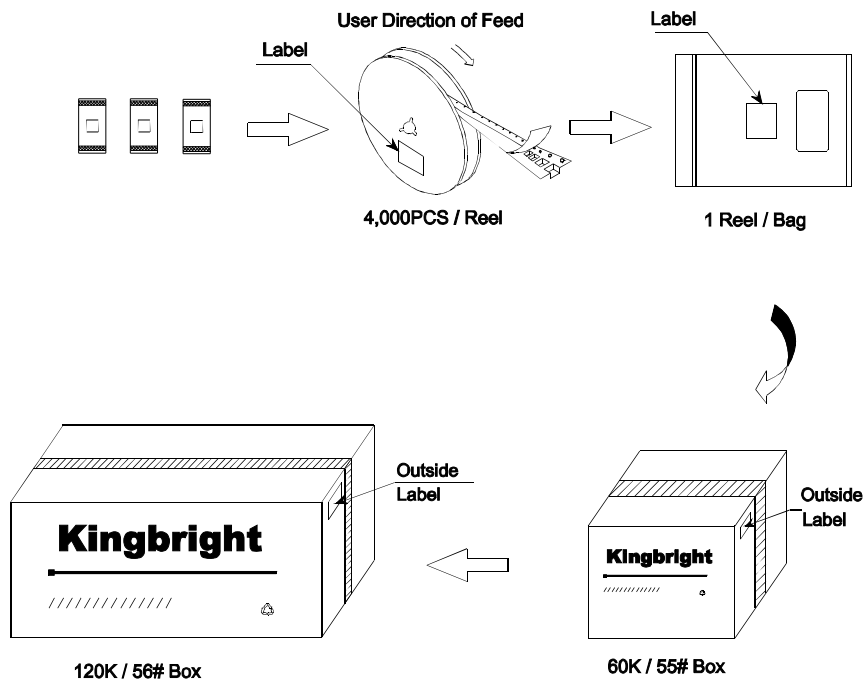 User Direction of Feed
Label
Label
4,000PCS / Reel
1 Reel / Bag
Outside
Label
Kingbright
120K / 56# Box
Outside
Label
Kingbright
60K / 55# Box